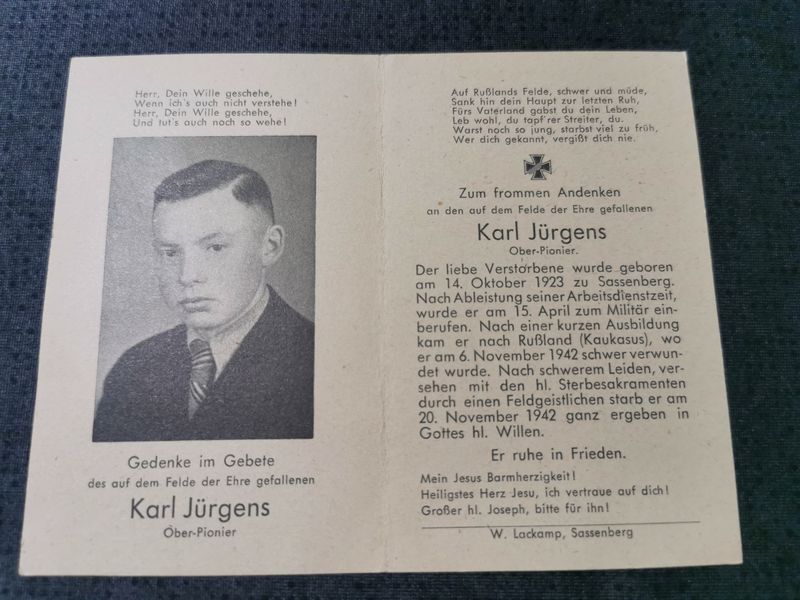 Herr, Dein Wille geschehe,
Wenn ich's auch nicht verstehe!
Herr, Dein Wille geschehe,
Und tut's auch noch so wehe!
Gedenke im Gebete
des auf dem Felde der Ehre gefallenen
Karl Jürgens
Ober-Pionier
Auf Rußlands Felde, schwer und müde,
Sank hin dein Haupt zur letzten Ruh,
Fürs Vaterland gabst du dein Leben,
Leb wohl, du tapf'rer Streiter, du.
Warst noch so jung, starbst viel zu früh,
Wer dich gekannt, vergißt dich nie.
Zum frommen Andenken
an den auf dem Felde der Ehre gefallenen
Karl Jürgens
Ober-Pionier.
Der liebe Verstorbene wurde geboren
am 14. Oktober 1923 zu Sassenberg.
Nach Ableistung seiner Arbeitsdienstzeit,
wurde er am 15. April zum Militär ein-
berufen. Nach einer kurzen Ausbildung
kam er nach Rußland (Kaukasus), wo
er am 6. November 1942 schwer verwun-
det wurde. Nach schwerem Leiden, ver-
sehen mit den hl. Sterbesakramenten
durch einen Feldgeistlichen starb er am
20. November 1942 ganz ergeben in
Gottes hl. Willen.
Er ruhe in Frieden.
Mein Jesus Barmherzigkeit!
Heiligstes Herz Jesu, ich vertraue auf dich!
Großer hl. Joseph, bitte für ihn!
W. Lackamp, Sassenberg